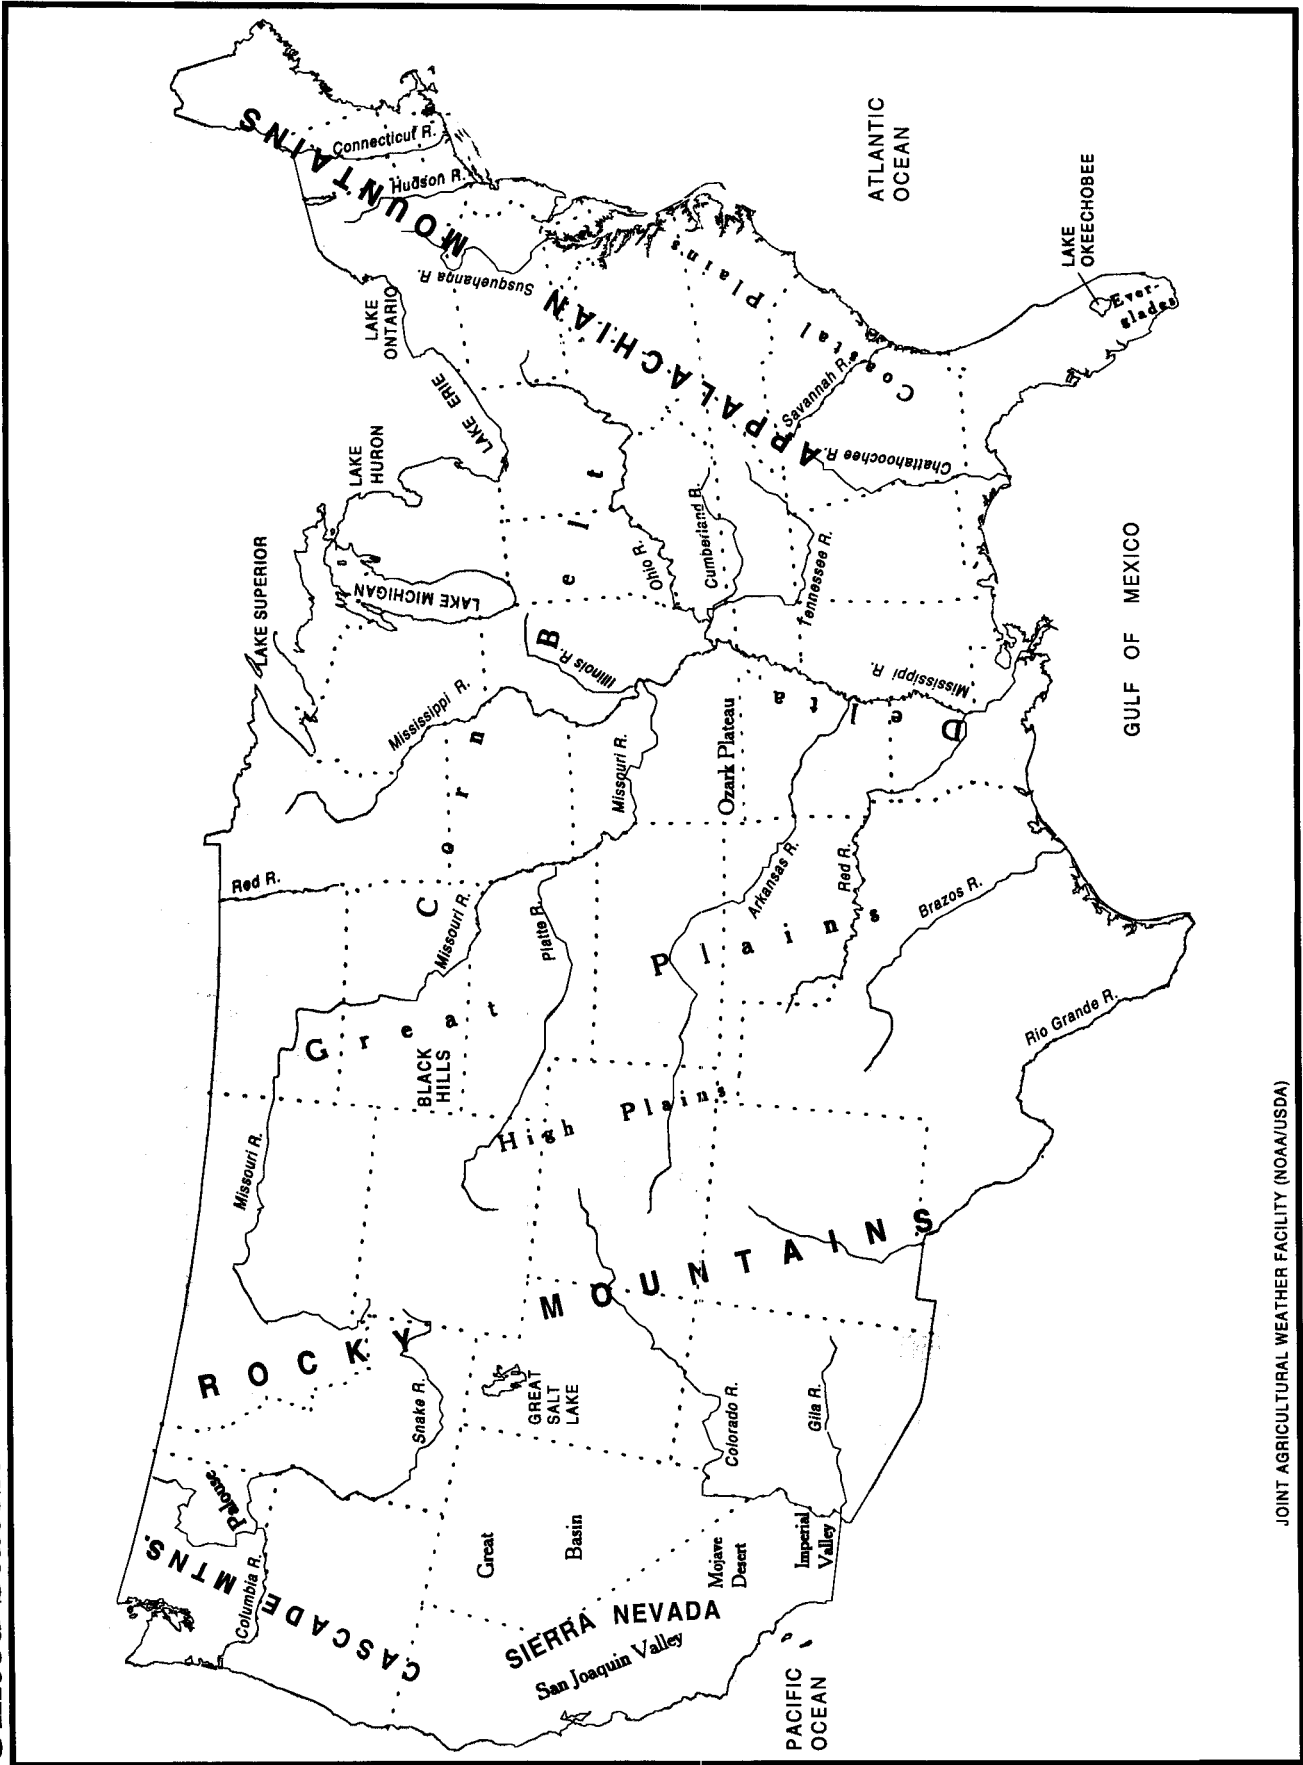 CASCADE MTNS.
Palouse
Columbia R.
Snake R.
ROCKY MOUNTAINS
Missouri R.
Red R.
LAKE SUPERIOR
LAKE MICHIGAN
LAKE HURON
LAKE ERIE
LAKE ONTARIO
Mississippi R.
Great Plains
BLACK HILLS
Missouri R.
Corn Belt
Illinois R.
Platte R.
High Plains
Missouri R.
Ohio R.
Susquehanga R.
Hudson R.
Connecticut R.
APPALACHIAN MOUNTAINS
Great Basin
GREAT SALT LAKE
SIERRA NEVADA
San Joaquin Valley
Mojave Desert
Imperial Valley
Colorado R.
Gila R.
Arkansas R.
Red R.
Ozark Plateau
Cumberland R.
Tennessee R.
Mississippi R.
Delta
Brazos R.
Rio Grande R.
Savannah R.
Chattahoochee R.
Coastal Plains
LAKE OKEECHOBEE
Ever-
glades
PACIFIC OCEAN
GULF OF MEXICO
ATLANTIC OCEAN
JOINT AGRICULTURAL WEATHER FACILITY (NOAA/USDA)